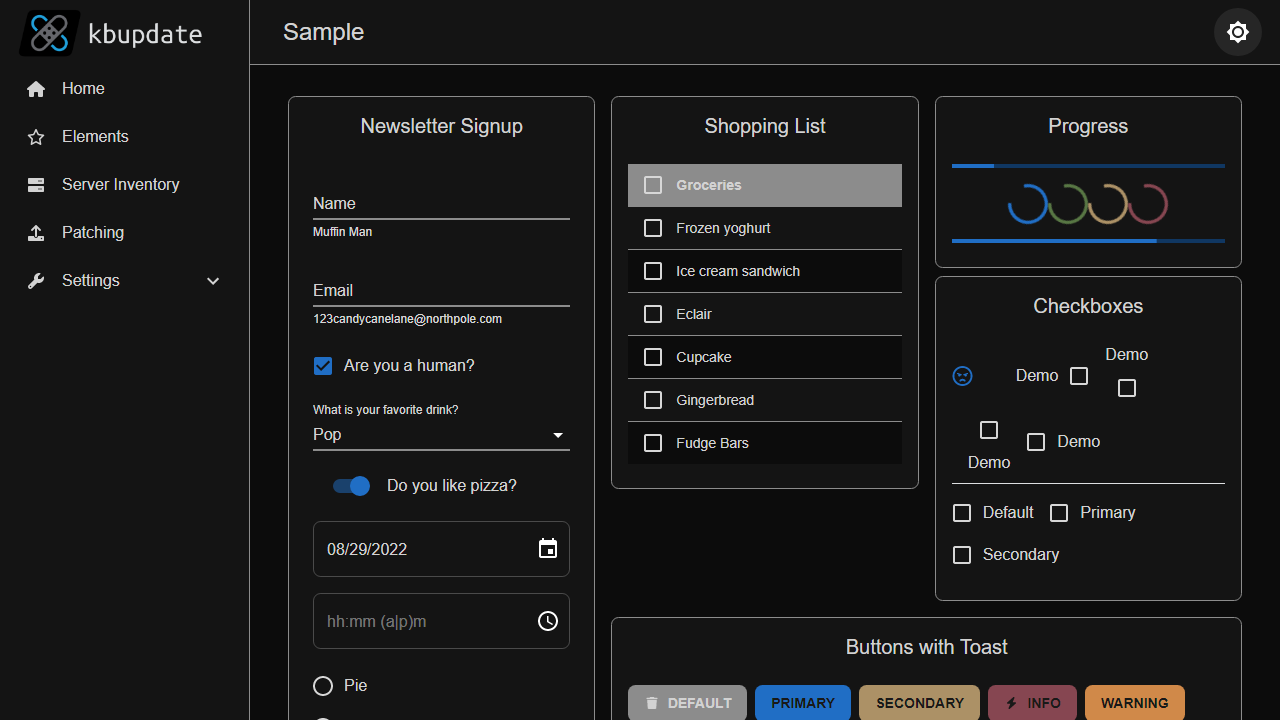 kbupdate
Sample
Home
Elements
Server Inventory
Patching
Settings
Newsletter Signup
Name
Muffin Man
Email
123candycanelane@northpole.com
Are you a human?
What is your favorite drink?
Pop
Do you like pizza?
08/29/2022
hh:mm (a|p)m
Pie
Shopping List
Groceries
Frozen yoghurt
Ice cream sandwich
Eclair
Cupcake
Gingerbread
Fudge Bars
Progress
Checkboxes
Demo
Demo
Demo
Demo
Default Primary
Secondary
Buttons with Toast
DEFAULT PRIMARY SECONDARY INFO WARNING